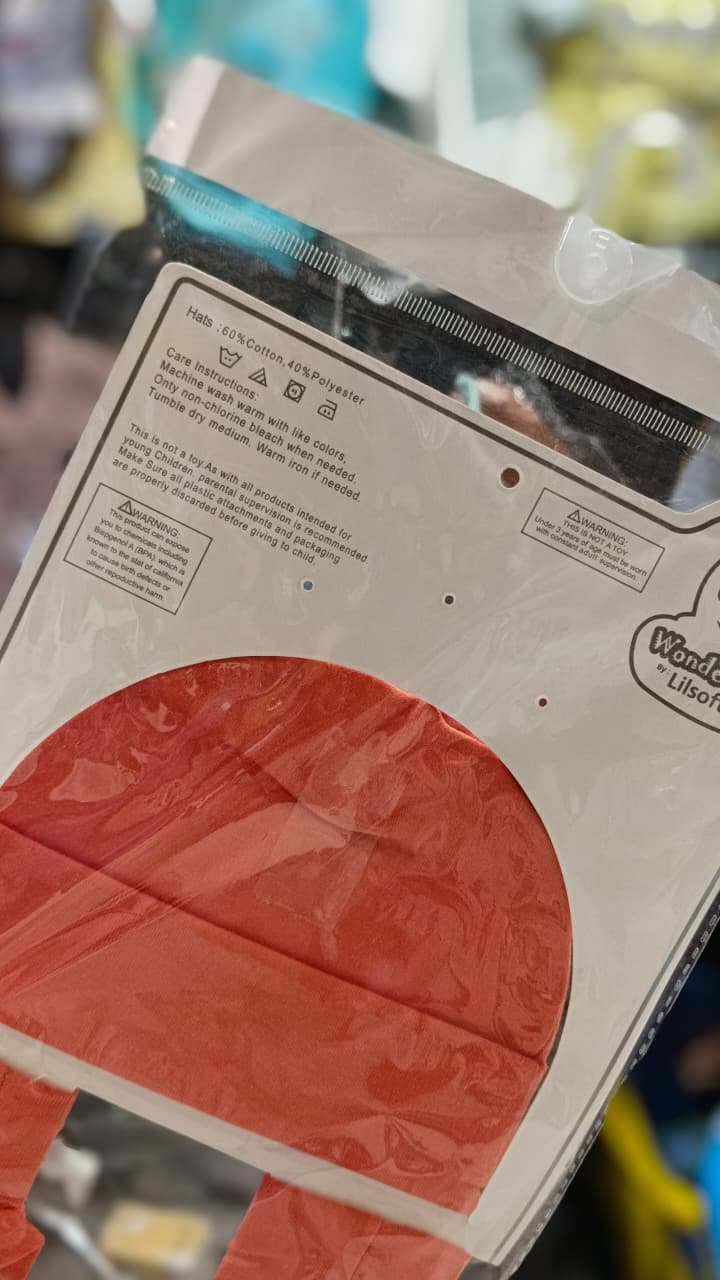 Hats :60%Cotton,40%Polyester
Care Instructions:
Machine wash warm with like colors,
Only non-chlorine bleach when needed.
Tumble dry medium. Warm iron if needed.
This is not a toy.As with all products intended for
young Children, parental supervision is recommended.
Make Sure all plastic attachments and packaging
are properly discarded before giving to child.
WARNING:
This product can expose
you to chemicals including
Bisppenol A (BPA). which is
known to the stat of california
to cause birth defects or
other reproductive harm.
WARNING:
THIS IS NOT A TOY
Under 3 years of age must be worn
with constant adult supervision.
Wonde
By: Lilsoft